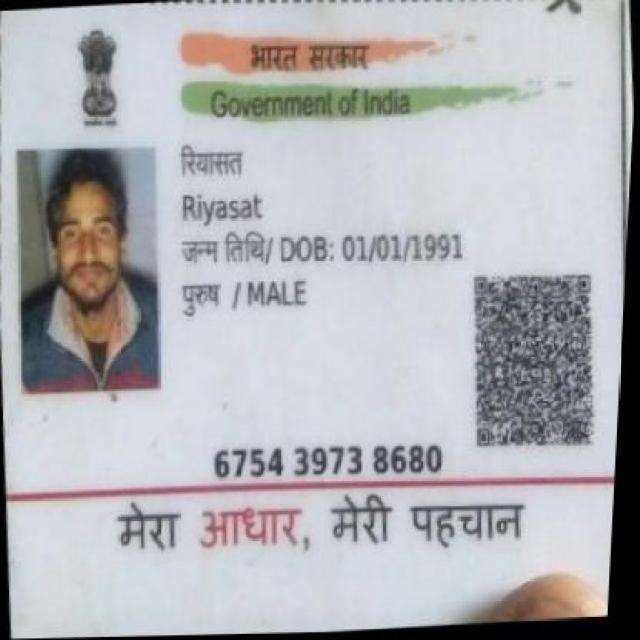 भारत सरकार
Government of India
रियासत
Riyasat
जन्म तिथि/ DOB: 01/01/1991
पुरुष / MALE
6754 3973 8680
मेरा आधार, मेरी पहचान